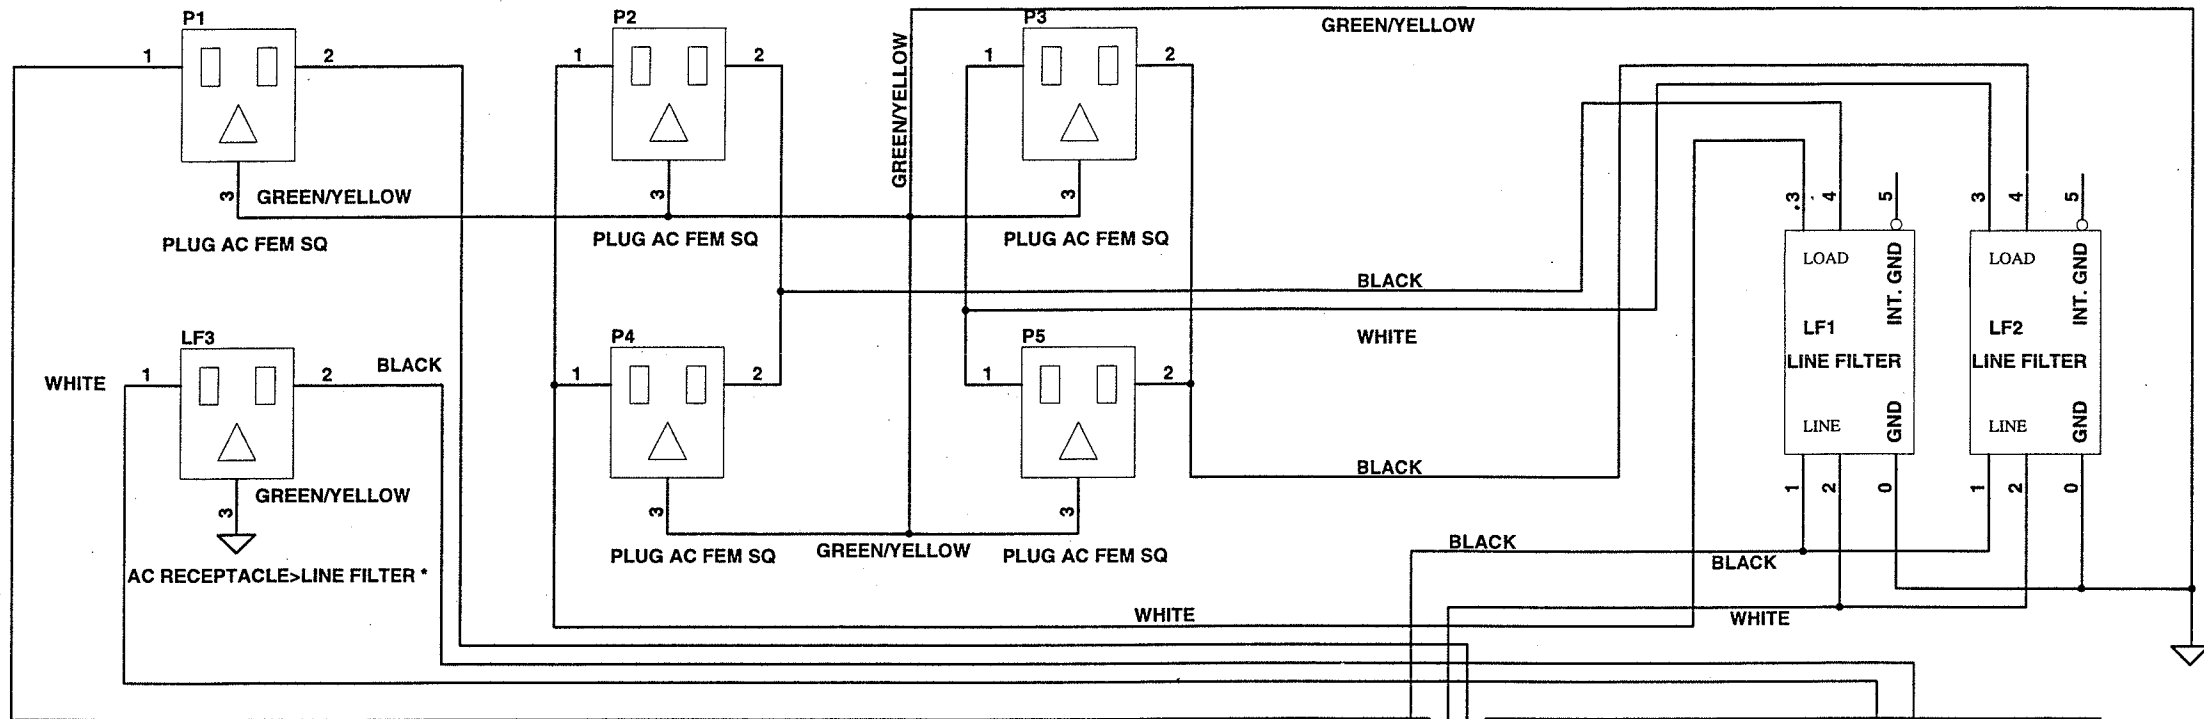 P1
P2
P3
GREEN/YELLOW
1
2
1
2
1
2
GREEN/YELLOW
3
GREEN/YELLOW
3
3
.3
4
5
3
4
5
PLUG AC FEM SQ
PLUG AC FEM SQ
PLUG AC FEM SQ
LOAD
INT. GND
LOAD
INT. GND
BLACK
LF3
P4
WHITE
P5
LF1
LF2
LINE FILTER
LINE FILTER
WHITE
1
2
BLACK
1
2
1
2
LINE
GND
LINE
GND
BLACK
GREEN/YELLOW
3
3
3
1
2
0
1
2
0
PLUG AC FEM SQ
GREEN/YELLOW
PLUG AC FEM SQ
BLACK
BLACK
AC RECEPTACLE>LINE FILTER *
WHITE
WHITE